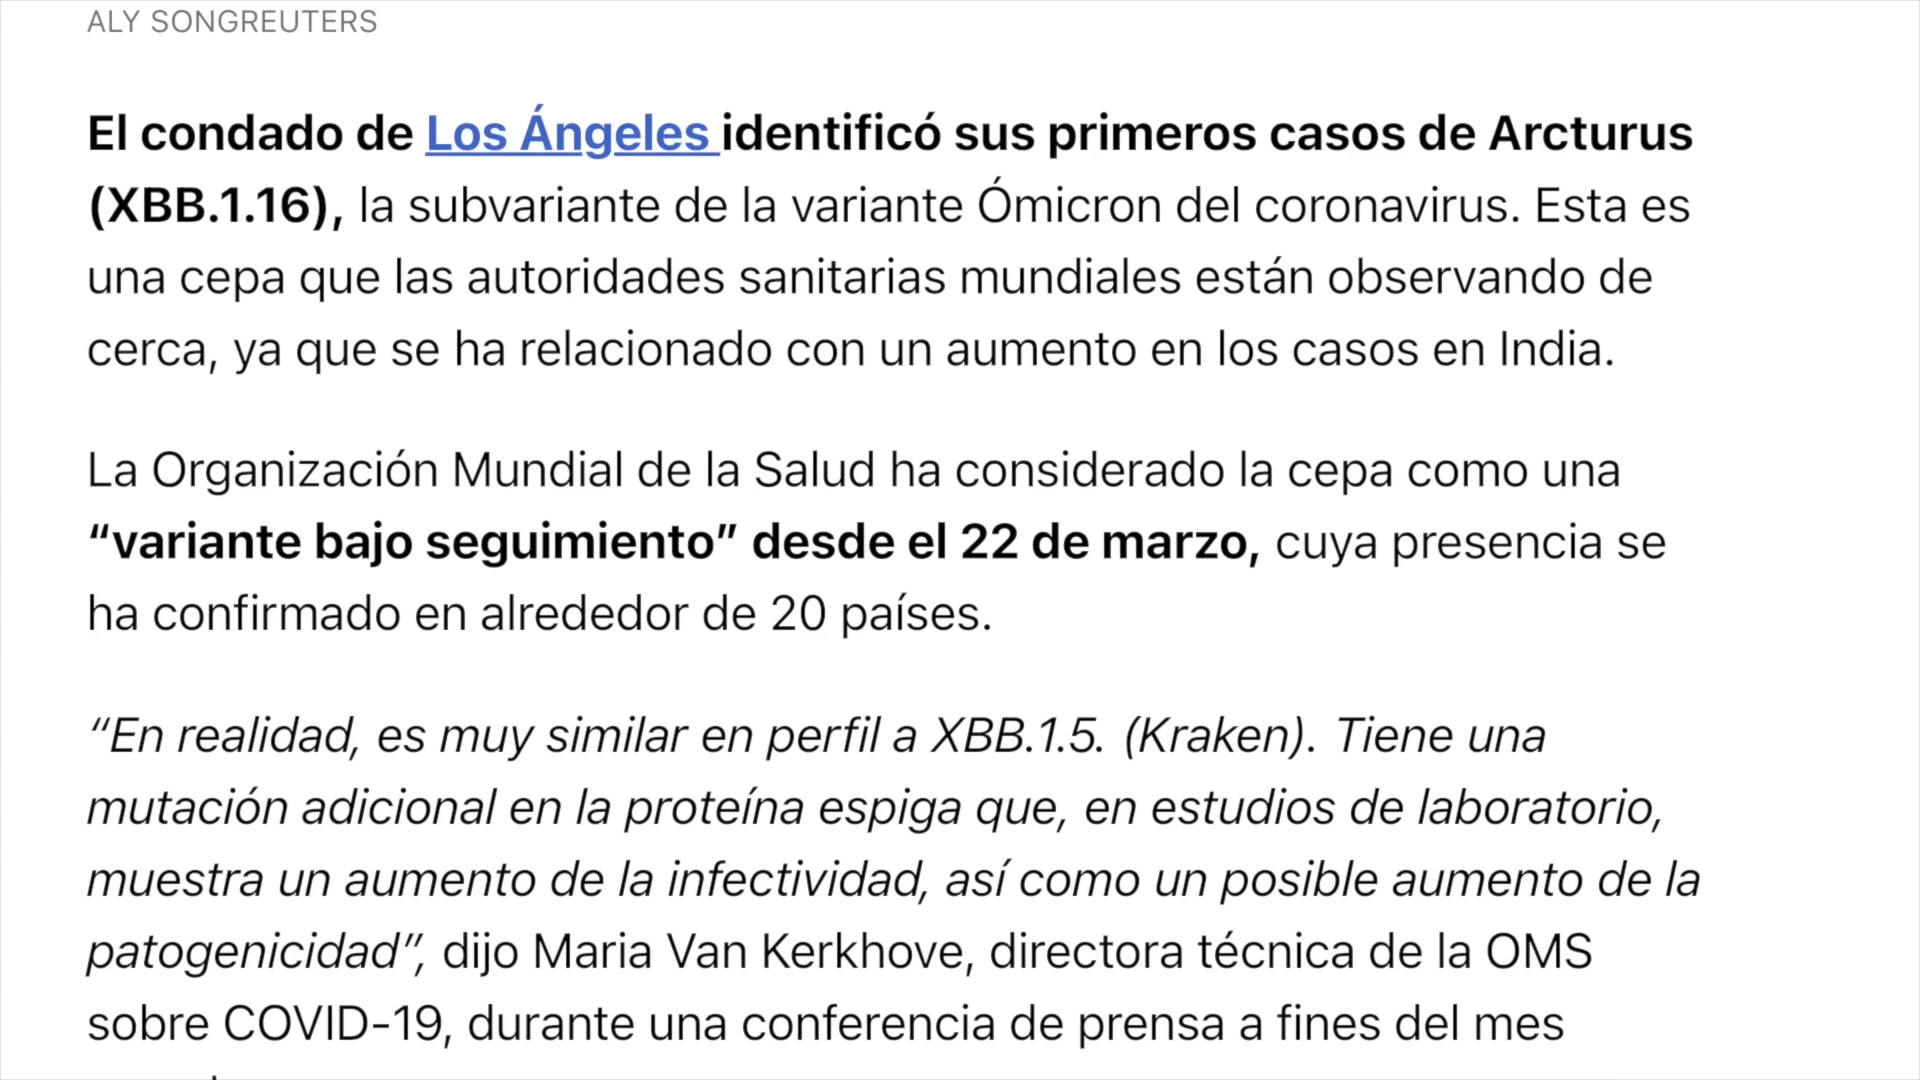 ALY SONGREUTERS
El condado de Los Ángeles identificó sus primeros casos de Arcturus
(XBB.1.16), la subvariante de la variante Ómicron del coronavirus. Esta es
una cepa que las autoridades sanitarias mundiales están observando de
cerca, ya que se ha relacionado con un aumento en los casos en India.
La Organización Mundial de la Salud ha considerado la cepa como una
“variante bajo seguimiento” desde el 22 de marzo, cuya presencia se
ha confirmado en alrededor de 20 países.
“En realidad, es muy similar en perfil a XBB.1.5. (Kraken). Tiene una
mutación adicional en la proteína espiga que, en estudios de laboratorio,
muestra un aumento de la infectividad, así como un posible aumento de la
patogenicidad”, dijo Maria Van Kerkhove, directora técnica de la OMS
sobre COVID-19, durante una conferencia de prensa a fines del mes